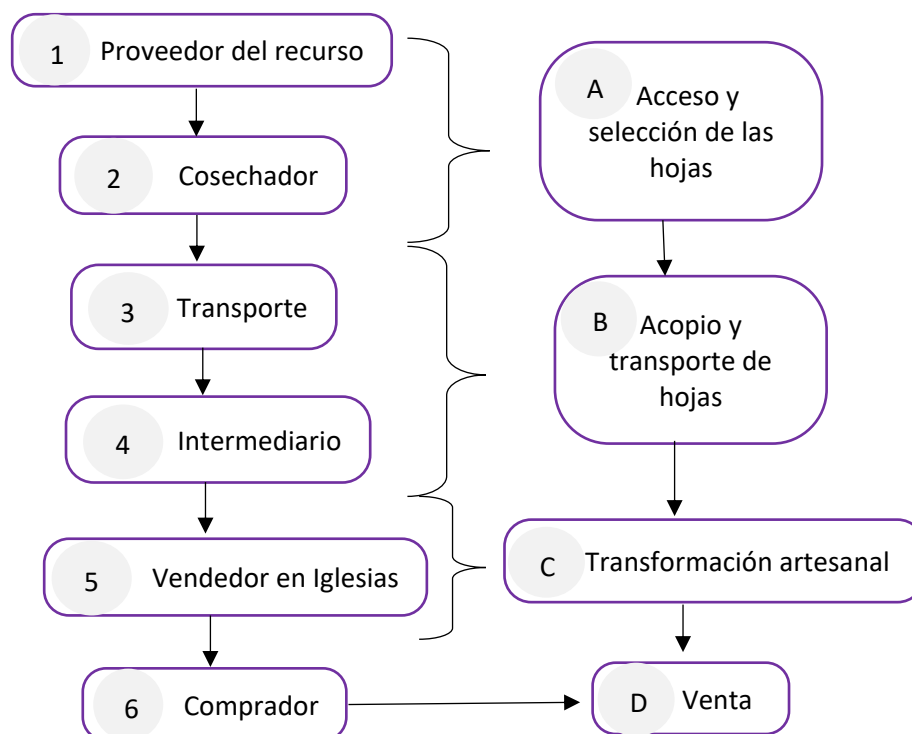 1 Proveedor del recurso
2 Cosechador
3 Transporte
4 Intermediario
5 Vendedor en Iglesias
6 Comprador
A Acceso y
selección de las
hojas
B Acopio y
transporte de
hojas
C Transformación artesanal
D Venta